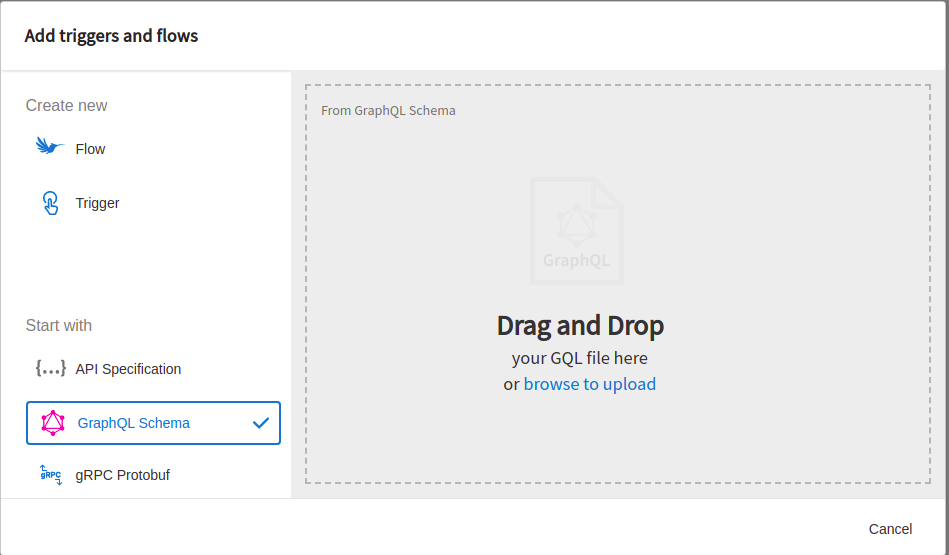 Add triggers and flows
Create new
Flow
Trigger
Start with
{...} API Specification
GraphQL Schema
gRPC gRPC Protobuf
From GraphQL Schema
GraphQL
Drag and Drop
your GQL file here
or browse to upload
Cancel